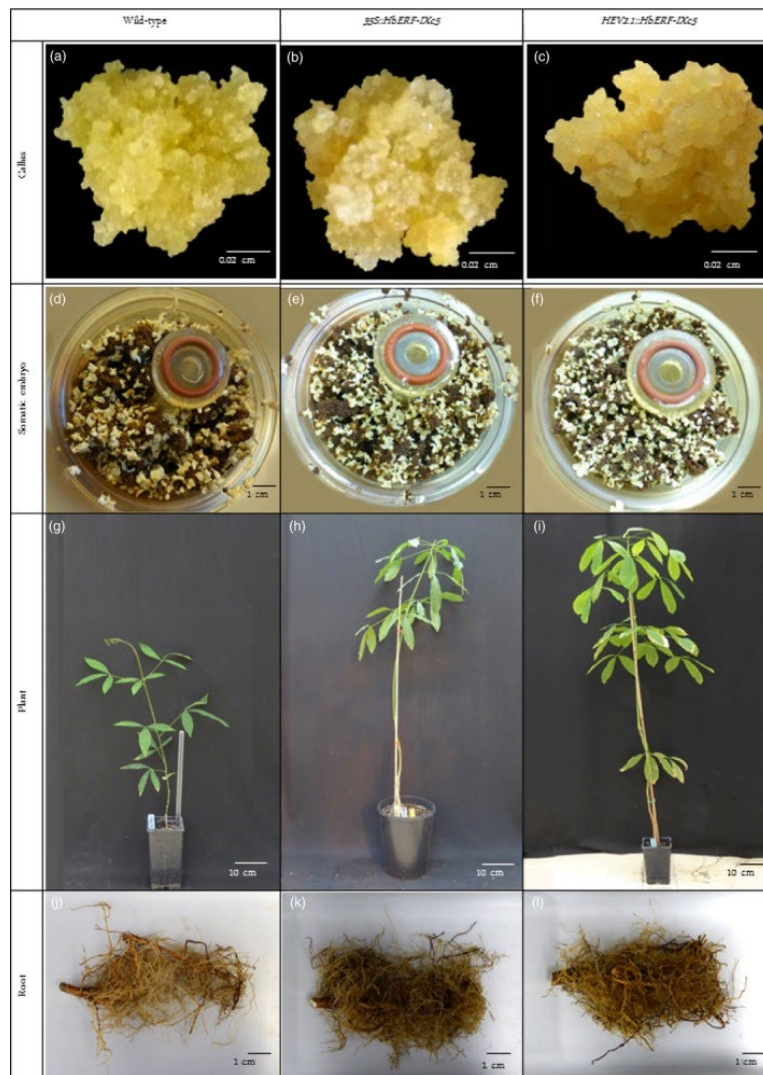 Wild-type
35S::HbERF-IXc5
HEV2.1::HbERF-IXc5
Callus
(a)
(b)
(c)
0.02 cm
0.02 cm
0.02 cm
Somatic embryo
(d)
(e)
(f)
1 cm
1 cm
1 cm
Plant
(g)
(h)
(i)
10 cm
10 cm
10 cm
Root
(j)
(k)
(l)
1 cm
1 cm
1 cm